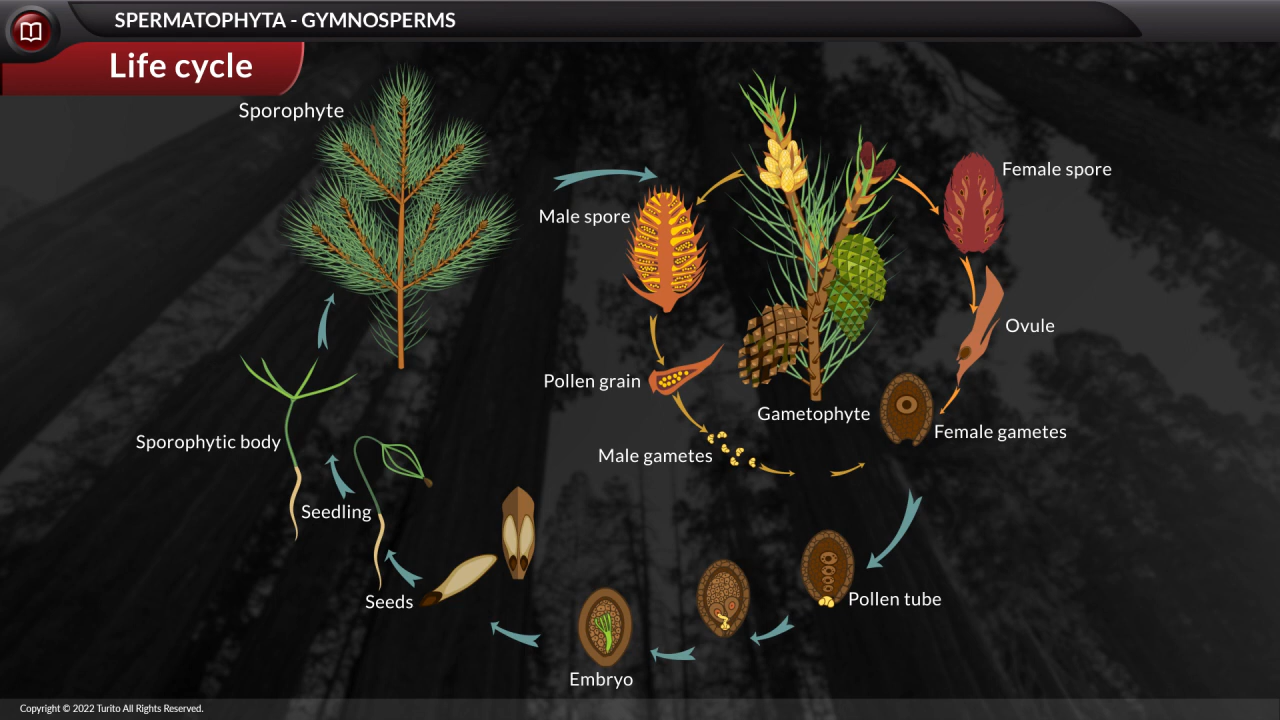 SPERMATOPHYTA - GYMNOSPERMS
Life cycle
Sporophyte
Female spore
Male spore
Ovule
Pollen grain
Gametophyte
Female gametes
Sporophytic body
Male gametes
Seedling
Seeds
Pollen tube
Embryo
Copyright © 2022 Turito All Rights Reserved.